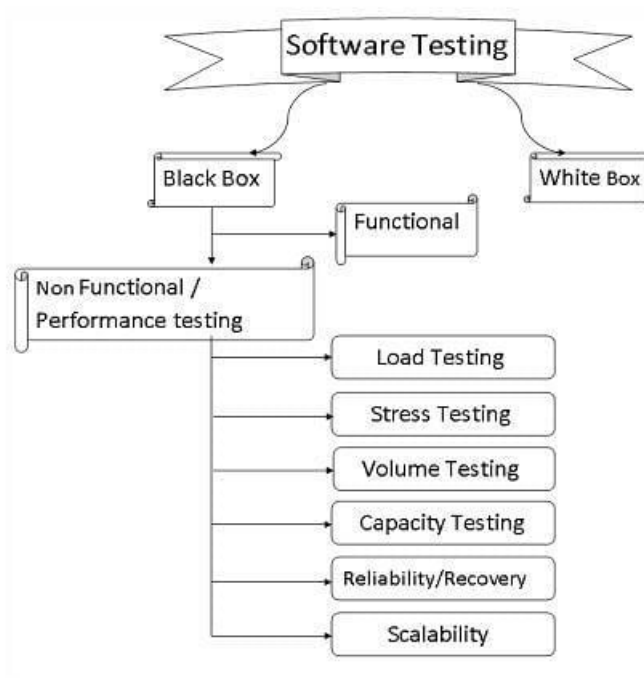 Software Testing
Black Box
White Box
Functional
Non Functional /
Performance testing
Load Testing
Stress Testing
Volume Testing
Capacity Testing
Reliability/Recovery
Scalability